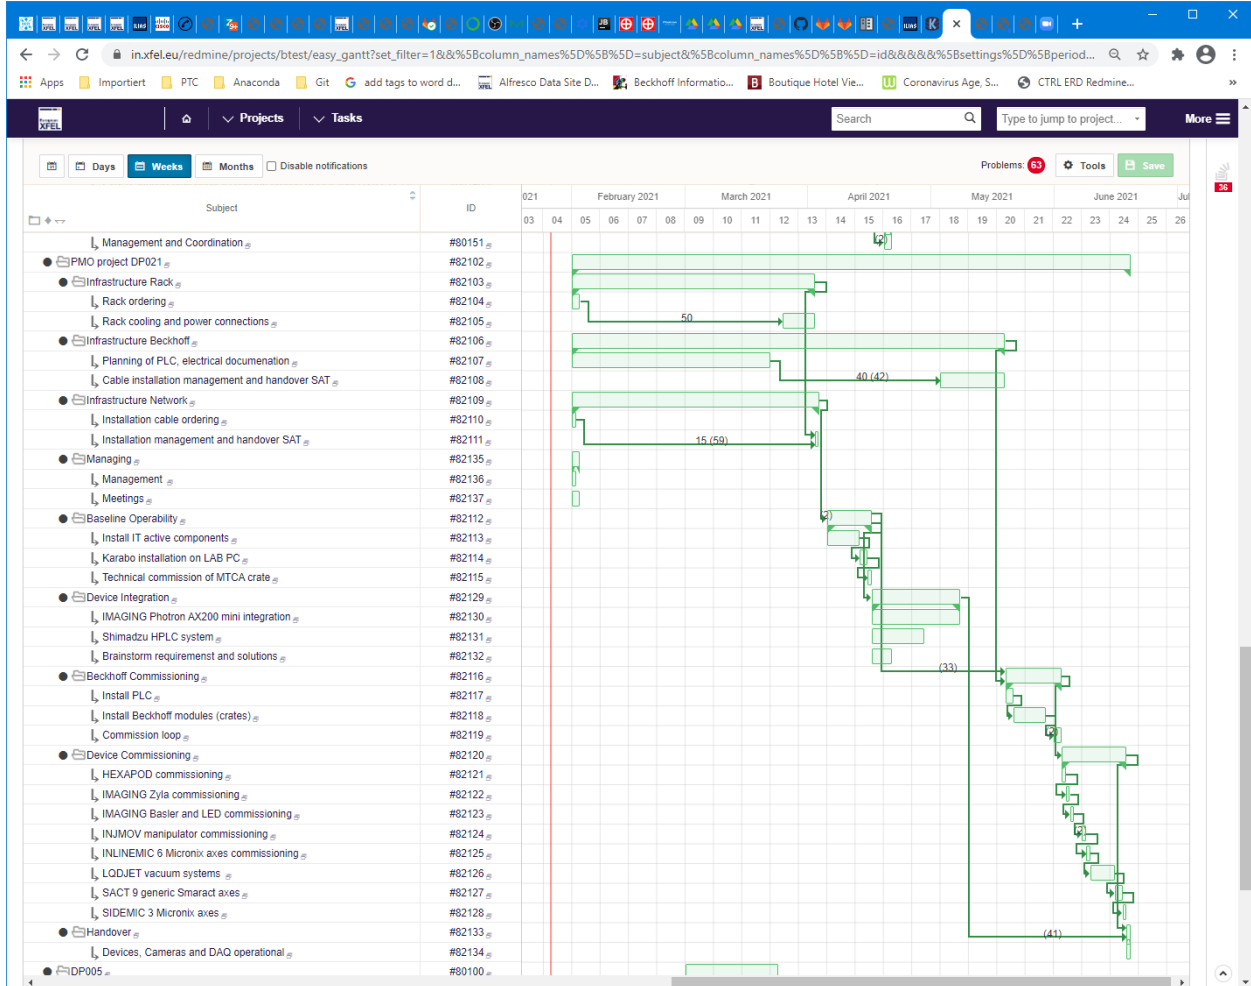 in.xfel.eu/redmine/projects/btest/easy_gantt?set_filter=1&&%5Bcolumn_names%5D%5B%5D=subject&%5Bcolumn_names%5D%5B%5D=id&&&&&%5Bsettings%5D%5Bperiod...
Apps Importiert PTC Anaconda Git add tags to word d... Alfresco Data Site D... Beckhoff Informatio... Boutique Hotel Vie... Coronavirus Age, S... CTRL ERD Redmine... »
European XFEL Projects Tasks Search Type to jump to project... More
Days Weeks Months Disable notifications Problems: 63 Tools Save
36
Subject ID
021 February 2021 March 2021 April 2021 May 2021 June 2021 Jul
03 04 05 06 07 08 09 10 11 12 13 14 15 16 17 18 19 20 21 22 23 24 25 26
Management and Coordination #80151 (2)
PMO project DP021 #82102
Infrastructure Rack #82103
Rack ordering #82104
Rack cooling and power connections #82105 50
Infrastructure Beckhoff #82106
Planning of PLC, electrical documenation #82107
Cable installation management and handover SAT #82108 40 (42)
Infrastructure Network #82109
Installation cable ordering #82110
Installation management and handover SAT #82111 15 (59)
Managing #82135
Management #82136
Meetings #82137
Baseline Operability #82112 (2)
Install IT active components #82113
Karabo installation on LAB PC #82114
Technical commission of MTCA crate #82115
Device Integration #82129
IMAGING Photron AX200 mini integration #82130
Shimadzu HPLC system #82131
Brainstorm requiremenst and solutions #82132
(33)
Beckhoff Commissioning #82116
Install PLC #82117
Install Beckhoff modules (crates) #82118
Commission loop #82119 (2)
Device Commissioning #82120
HEXAPOD commissioning #82121
IMAGING Zyla commissioning #82122
IMAGING Basler and LED commissioning #82123
INJMOV manipulator commissioning #82124 (2)
INLINEMIC 6 Micronix axes commissioning #82125
LQDJET vacuum systems #82126
SACT 9 generic Smaract axes #82127
SIDEMIC 3 Micronix axes #82128
Handover #82133 (41)
Devices, Cameras and DAQ operational #82134
DP005 #80100